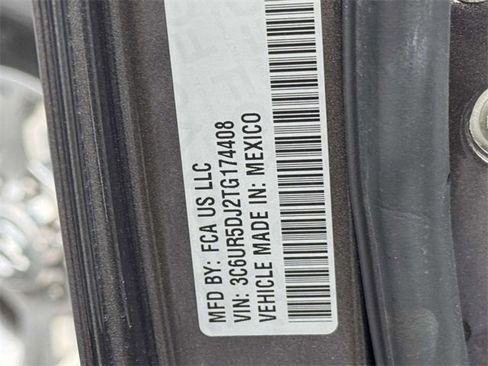 MFD BY: FCA US LLC
VIN: 3C6UR5DJ2TG174408
VEHICLE MADE IN: MEXICO